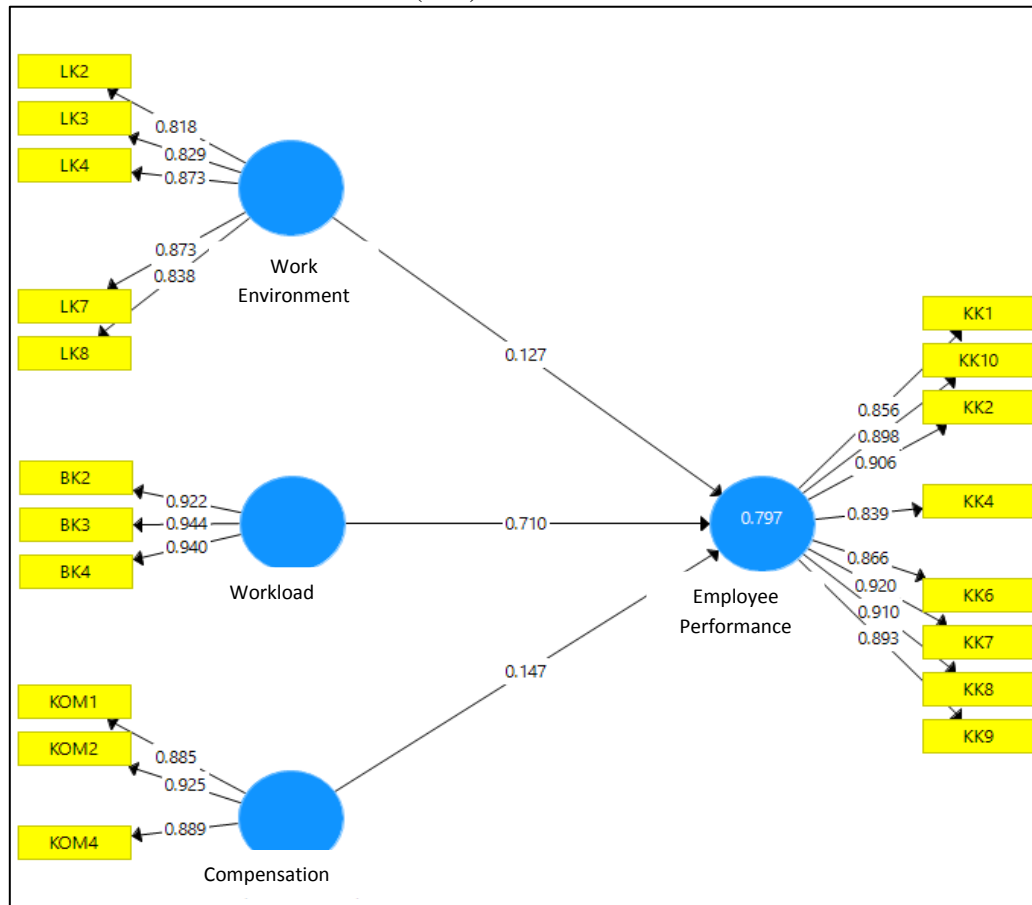 LK2
LK3
LK4
LK7
LK8
0.818
0.829
0.873
0.873
0.838
Work
Environment
0.127
BK2
BK3
BK4
0.922
0.944
0.940
Workload
0.710
KOM1
KOM2
KOM4
0.885
0.925
0.889
Compensation
0.147
0.797
Employee
Performance
0.856
0.898
0.906
0.839
0.866
0.920
0.910
0.893
KK1
KK10
KK2
KK4
KK6
KK7
KK8
KK9